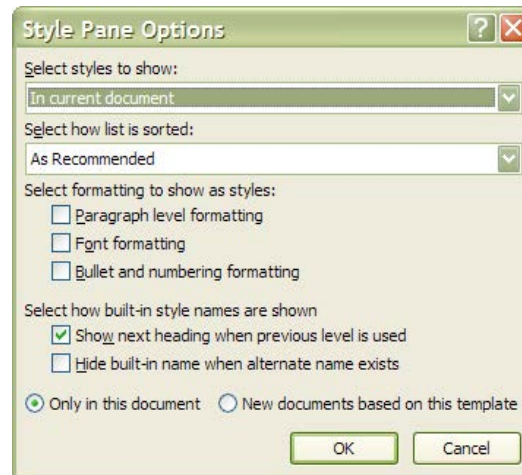 Style Pane Options
Select styles to show:
In current document
Select how list is sorted:
As Recommended
Select formatting to show as styles:
Paragraph level formatting
Font formatting
Bullet and numbering formatting
Select how built-in style names are shown
Show next heading when previous level is used
Hide built-in name when alternate name exists
Only in this document New documents based on this template
OK Cancel